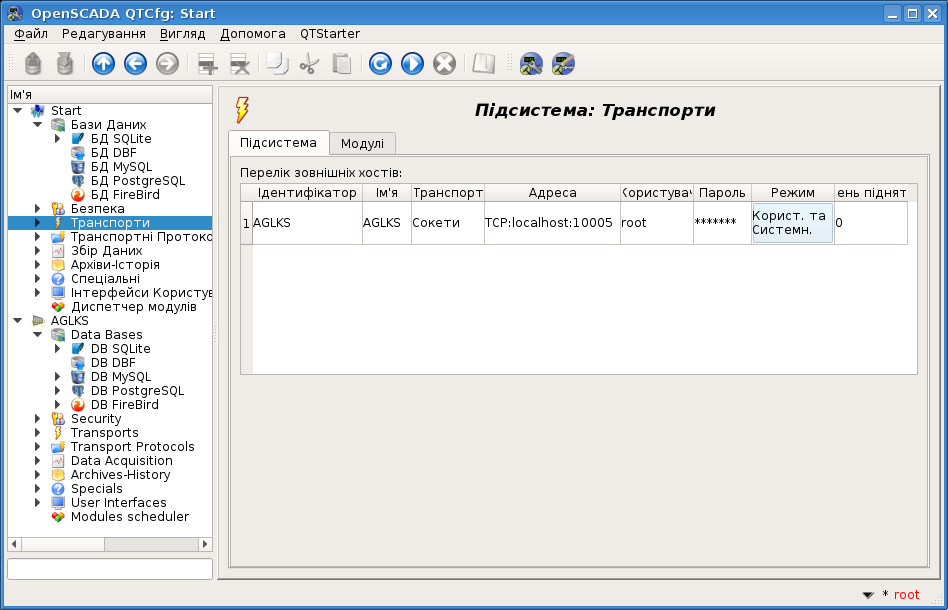 OpenSCADA QTCfg: Start
Файл Редагування Вигляд Допомога QTStarter
Ім'я
Start
Бази Даних
БД SQLite
БД DBF
БД MySQL
БД PostgreSQL
БД FireBird
Безпека
Транспорти
Транспортні Протоко
Збір Даних
Архіви-Історія
Спеціальні
Інтерфейси Користув
Диспетчер модулів
AGLKS
Data Bases
DB SQLite
DB DBF
DB MySQL
DB PostgreSQL
DB FireBird
Security
Transports
Transport Protocols
Data Acquisition
Archives-History
Specials
User Interfaces
Modules scheduler
Підсистема: Транспорти
Підсистема Модулі
Перелік зовнішніх хостів:
Ідентифікатор Ім'я Транспорт Адреса Користувач Пароль Режим ень піднят
1 AGLKS AGLKS Сокети TCP:localhost:10005 root ******* Корист. та 0
Системн.
* root